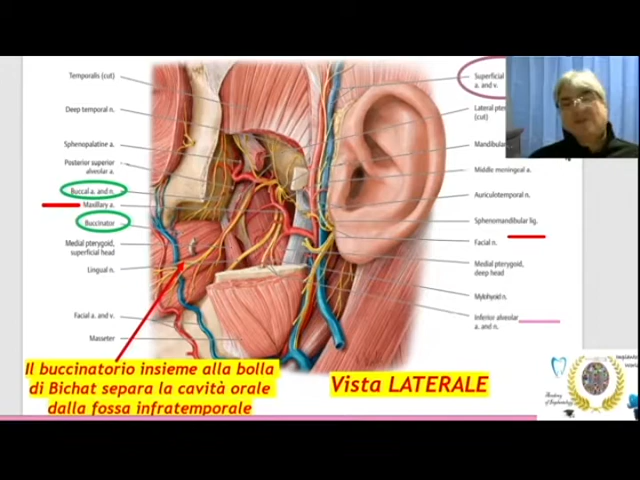 Temporalis (cut)
Deep temporal n.
Sphenopalatine a.
Posterior superior
alveolar a.
Buccal a. and n.
Maxillary a.
Buccinator
Medial pterygoid,
superficial head
Lingual n.
Facial a. and v.
Masseter
Superficial
a. and v.
Lateral
(cut)
Middle meningeal a.
Auriculotemporal n.
Sphenomandibular lig.
Facial n.
Medial pterygoid,
deep head
Mylohyoid n.
Inferior alveolar
a. and n.
Il buccinatorio insieme alla bolla
di Bichat separa la cavità orale
dalla fossa infratemporale
Vista LATERALE
Academy